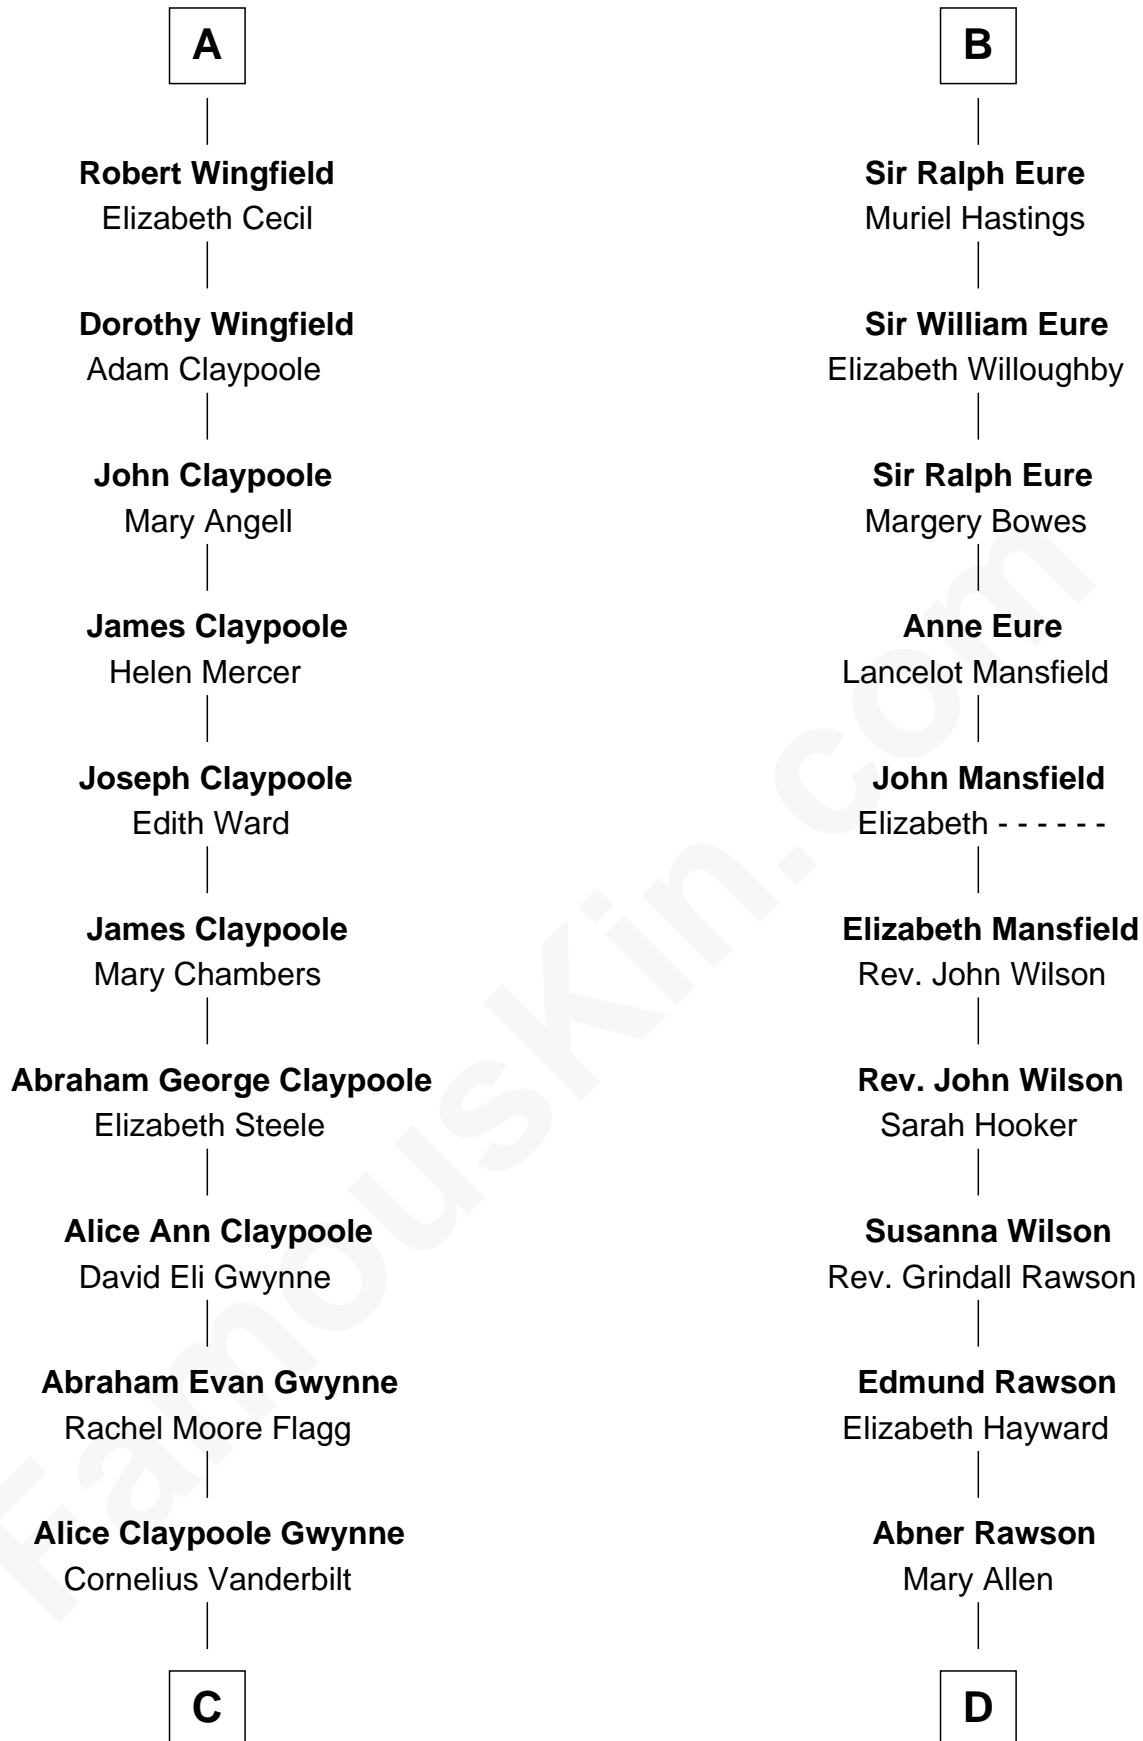 A
Robert Wingfield
Elizabeth Cecil
Dorothy Wingfield
Adam Claypoole
John Claypoole
Mary Angell
James Claypoole
Helen Mercer
Joseph Claypoole
Edith Ward
James Claypoole
Mary Chambers
Abraham George Claypoole
Elizabeth Steele
Alice Ann Claypoole
David Eli Gwynne
Abraham Evan Gwynne
Rachel Moore Flagg
Alice Claypoole Gwynne
Cornelius Vanderbilt
C
B
Sir Ralph Eure
Muriel Hastings
Sir William Eure
Elizabeth Willoughby
Sir Ralph Eure
Margery Bowes
Anne Eure
Lancelot Mansfield
John Mansfield
Elizabeth - - - - - -
Elizabeth Mansfield
Rev. John Wilson
Rev. John Wilson
Sarah Hooker
Susanna Wilson
Rev. Grindall Rawson
Edmund Rawson
Elizabeth Hayward
Abner Rawson
Mary Allen
D
FamousKin.com